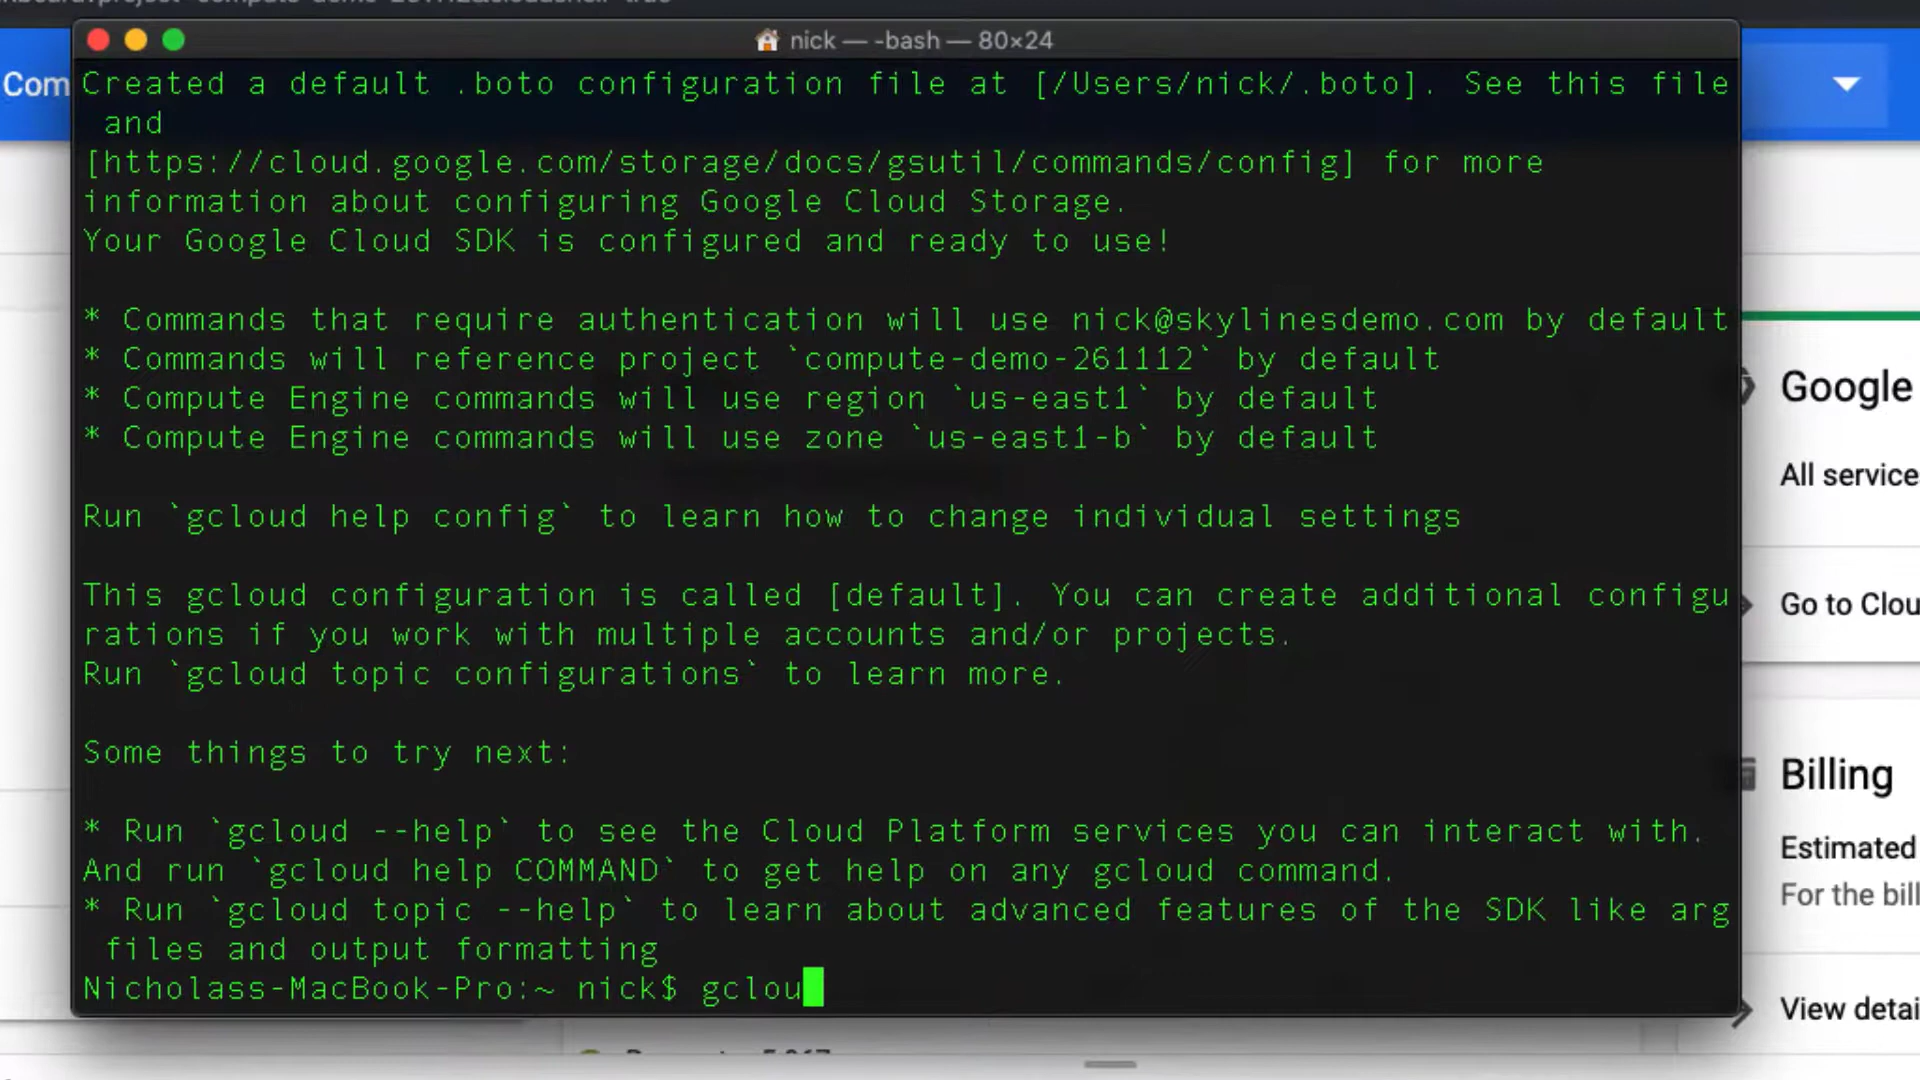 nick — -bash — 80×24
Com
Created a default .boto configuration file at [/Users/nick/.boto]. See this file
and
[https://cloud.google.com/storage/docs/gsutil/commands/config] for more
information about configuring Google Cloud Storage.
Your Google Cloud SDK is configured and ready to use!
* Commands that require authentication will use nick@skylinesdemo.com by default
* Commands will reference project `compute-demo-261112` by default
* Compute Engine commands will use region `us-east1` by default
* Compute Engine commands will use zone `us-east1-b` by default
Run `gcloud help config` to learn how to change individual settings
This gcloud configuration is called [default]. You can create additional configu
rations if you work with multiple accounts and/or projects.
Run `gcloud topic configurations` to learn more.
Some things to try next:
* Run `gcloud --help` to see the Cloud Platform services you can interact with.
And run `gcloud help COMMAND` to get help on any gcloud command.
* Run `gcloud topic --help` to learn about advanced features of the SDK like arg
files and output formatting
Nicholass-MacBook-Pro:~ nick$ gclou
Google
All service
Go to Clou
Billing
Estimated
For the bill
View detai